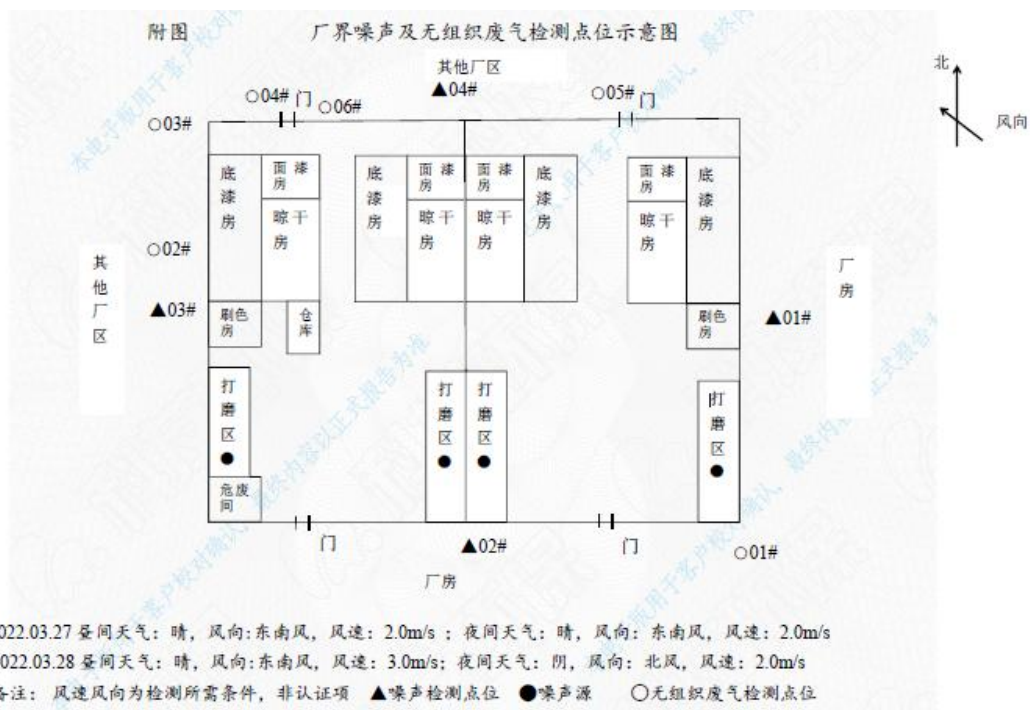 附图 厂界噪声及无组织废气检测点位示意图
其他厂区
▲04#
北
风向
○04# 门 ○06# ○05# 门
○03#
底漆房 面漆房 底漆房 面漆房 面漆房 底漆房 面漆房 底漆房
晾干房 晾干房 晾干房 晾干房
○02#
其他厂区
厂房
▲03# 刷色房 仓库 刷色房 ▲01#
打磨区 打磨区 打磨区 打磨区
危废间
门 ▲02# 门 ○01#
厂房
022.03.27 昼间天气：晴，风向:东南风，风速：2.0m/s ；夜间天气：晴，风向：东南风，风速：2.0m/s
022.03.28 昼间天气：晴，风向:东南风，风速：3.0m/s；夜间天气：阴，风向：北风，风速：2.0m/s
备注： 风速风向为检测所需条件，非认证项 ▲噪声检测点位 ●噪声源 ○无组织废气检测点位